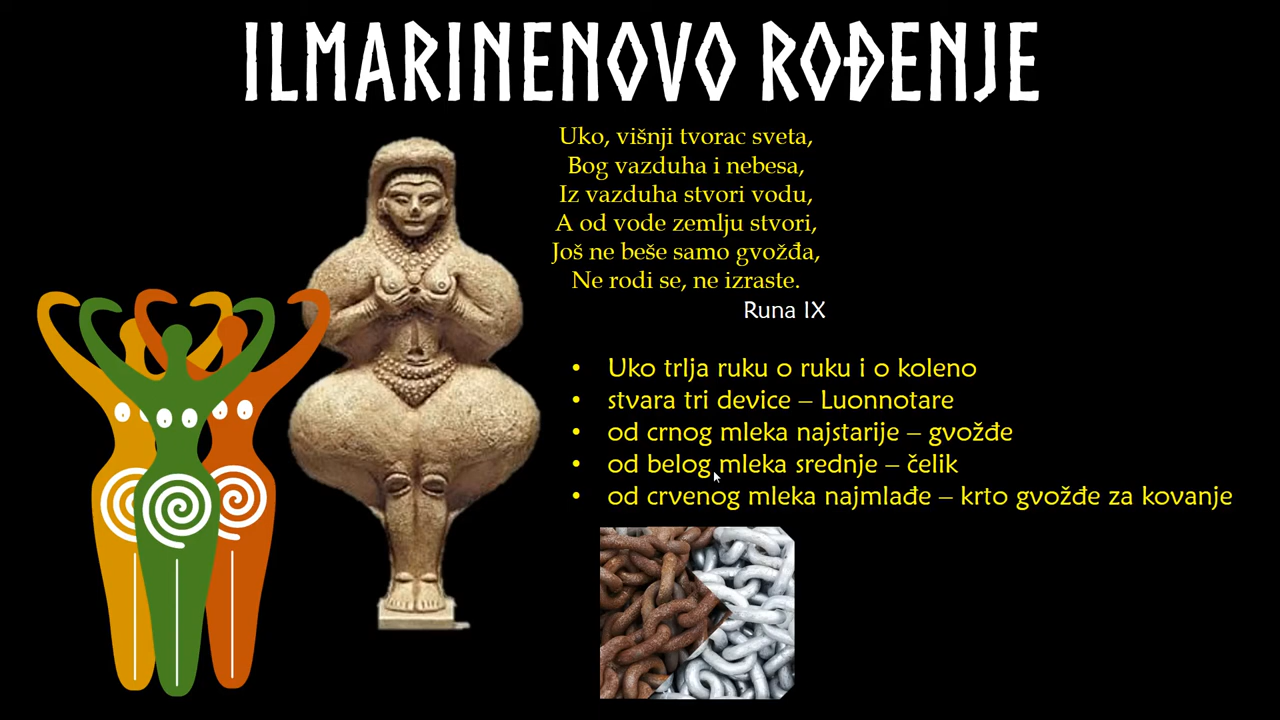 ILMARINENOVO ROĐENJE
Uko, višnji tvorac sveta,
Bog vazduha i nebesa,
Iz vazduha stvori vodu,
A od vode zemlju stvori,
Još ne beše samo gvožđa,
Ne rodi se, ne izraste.
Runa IX
• Uko trlja ruku o ruku i o koleno
• stvara tri device – Luonnotare
• od crnog mleka najstarije – gvožđe
• od belog mleka srednje – čelik
• od crvenog mleka najmlađe – krto gvožđe za kovanje